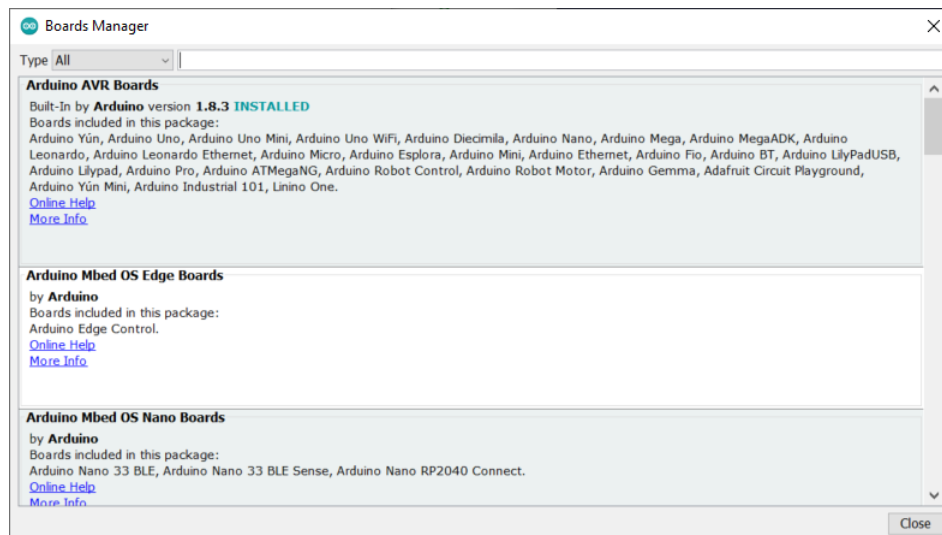 Boards Manager
Type All
Arduino AVR Boards
Built-In by Arduino version 1.8.3 INSTALLED
Boards included in this package:
Arduino Yún, Arduino Uno, Arduino Uno Mini, Arduino Uno WiFi, Arduino Diecimila, Arduino Nano, Arduino Mega, Arduino MegaADK, Arduino
Leonardo, Arduino Leonardo Ethernet, Arduino Micro, Arduino Esplora, Arduino Mini, Arduino Ethernet, Arduino Fio, Arduino BT, Arduino LilyPadUSB,
Arduino Lilypad, Arduino Pro, Arduino ATMegaNG, Arduino Robot Control, Arduino Robot Motor, Arduino Gemma, Adafruit Circuit Playground,
Arduino Yún Mini, Arduino Industrial 101, Linino One.
Online Help
More Info
Arduino Mbed OS Edge Boards
by Arduino
Boards included in this package:
Arduino Edge Control.
Online Help
More Info
Arduino Mbed OS Nano Boards
by Arduino
Boards included in this package:
Arduino Nano 33 BLE, Arduino Nano 33 BLE Sense, Arduino Nano RP2040 Connect.
Online Help
More Info
Close